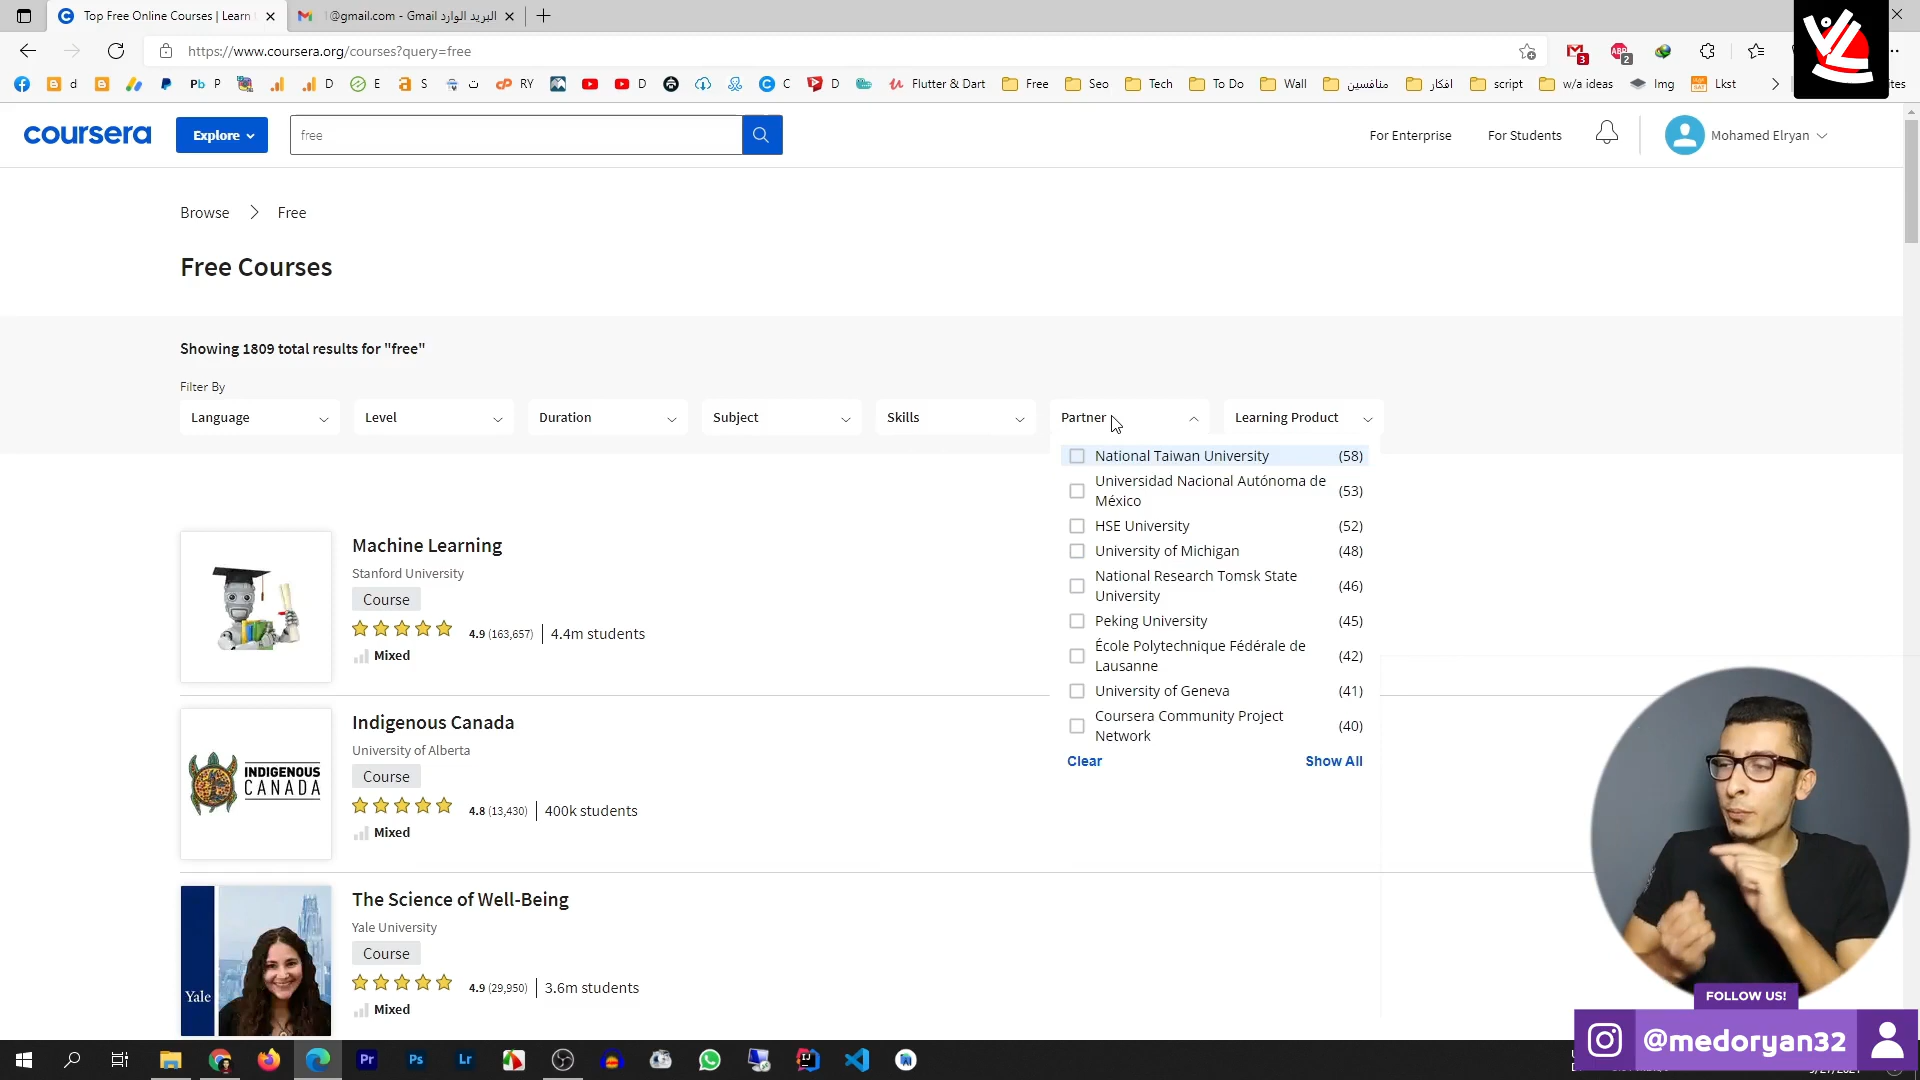 Top Free Online Courses | Learn
@gmail.com - Gmail البريد الوارد
https://www.coursera.org/courses?query=free
3
ABP
2
d
Pb P
D
E
S
ت
RY
D
C
D
Flutter & Dart
Free
Seo
Tech
To Do
Wall
منافسين
افكار
script
w/a ideas
Img
Lkst
ites
coursera
Explore
free
For Enterprise
For Students
Mohamed Elryan
Browse > Free
Free Courses
Showing 1809 total results for "free"
Filter By
Language
Level
Duration
Subject
Skills
Partner
Learning Product
National Taiwan University (58)
Universidad Nacional Autónoma de México (53)
HSE University (52)
University of Michigan (48)
National Research Tomsk State University (46)
Peking University (45)
École Polytechnique Fédérale de Lausanne (42)
University of Geneva (41)
Coursera Community Project Network (40)
Clear
Show All
Machine Learning
Stanford University
Course
4.9 (163,657) | 4.4m students
Mixed
INDIGENOUS
CANADA
Indigenous Canada
University of Alberta
Course
4.8 (13,430) | 400k students
Mixed
Yale
The Science of Well-Being
Yale University
Course
4.9 (29,950) | 3.6m students
Mixed
FOLLOW US!
@medoryan32
Pr
Ps
Lr